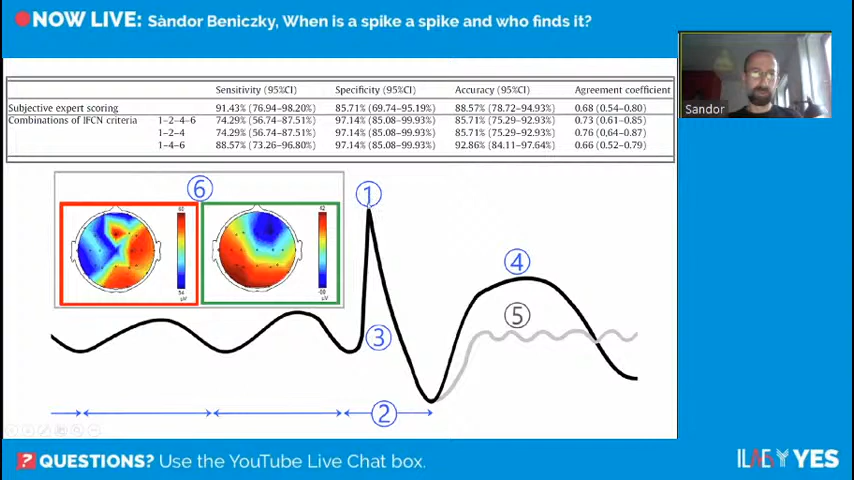 NOW LIVE: Sàndor Beniczky, When is a spike a spike and who finds it?
Sandor
Sensitivity (95%CI) Specificity (95%CI) Accuracy (95%CI) Agreement coefficient
Subjective expert scoring 91.43% (76.94–98.20%) 85.71% (69.74–95.19%) 88.57% (78.72–94.93%) 0.68 (0.54–0.80)
Combinations of IFCN criteria 1–2–4–6 74.29% (56.74–87.51%) 97.14% (85.08–99.93%) 85.71% (75.29–92.93%) 0.73 (0.61–0.85)
1–2–4 74.29% (56.74–87.51%) 97.14% (85.08–99.93%) 85.71% (75.29–92.93%) 0.76 (0,64–0.87)
1–4–6 88.57% (73.26–96.80%) 97.14% (85.08–99.93%) 92.86% (84.11–97.64%) 0.66 (0.52–0.79)
6
1
4
5
3
2
µV
µV
? QUESTIONS? Use the YouTube Live Chat box.
ILAE YES